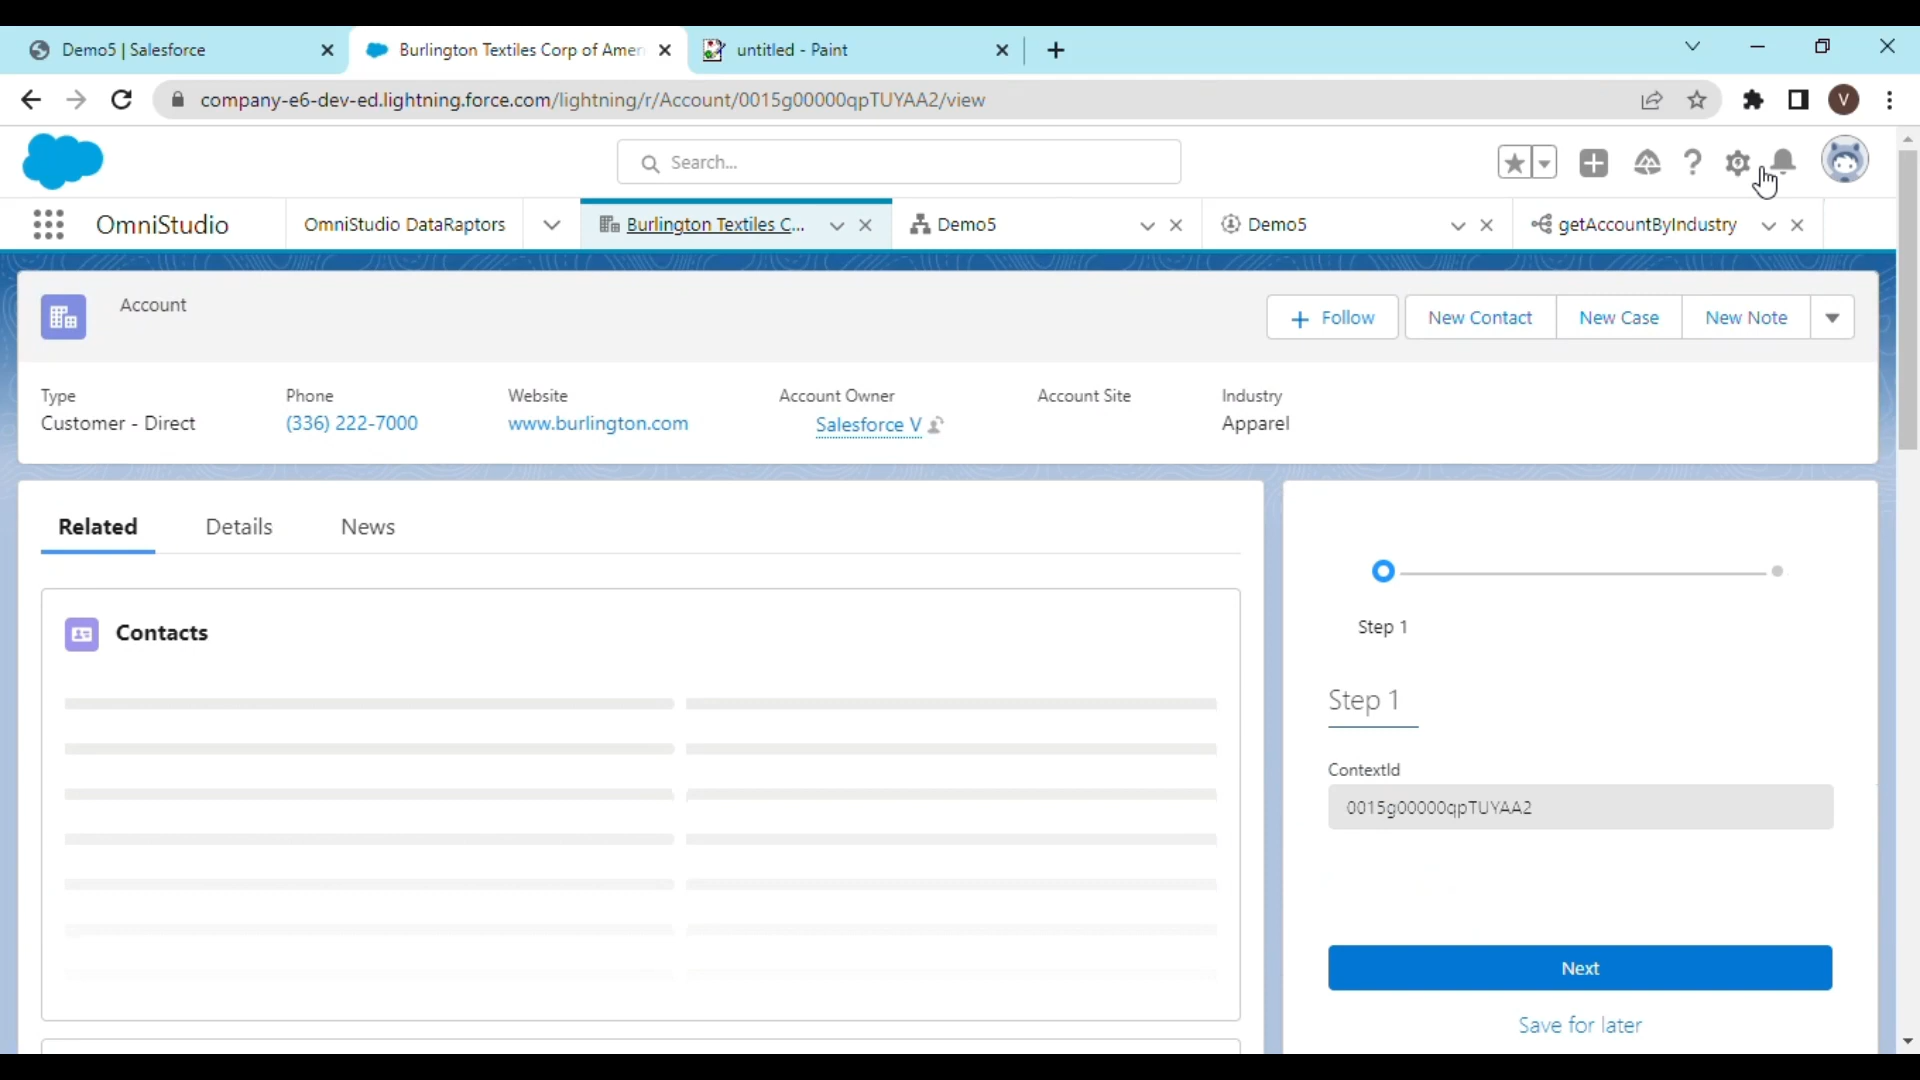 Demo5 | Salesforce
Burlington Textiles Corp of Amer
untitled - Paint
company-e6-dev-ed.lightning.force.com/lightning/r/Account/0015g00000qpTUYAA2/view
V
Search...
OmniStudio
OmniStudio DataRaptors
Burlington Textiles C...
Demo5
Demo5
getAccountByIndustry
Account
Follow
New Contact
New Case
New Note
Type
Phone
Website
Account Owner
Account Site
Industry
Customer - Direct
(336) 222-7000
www.burlington.com
Salesforce V
Apparel
Related
Details
News
Contacts
Step 1
Step 1
ContextId
0015g00000qpTUYAA2
Next
Save for later